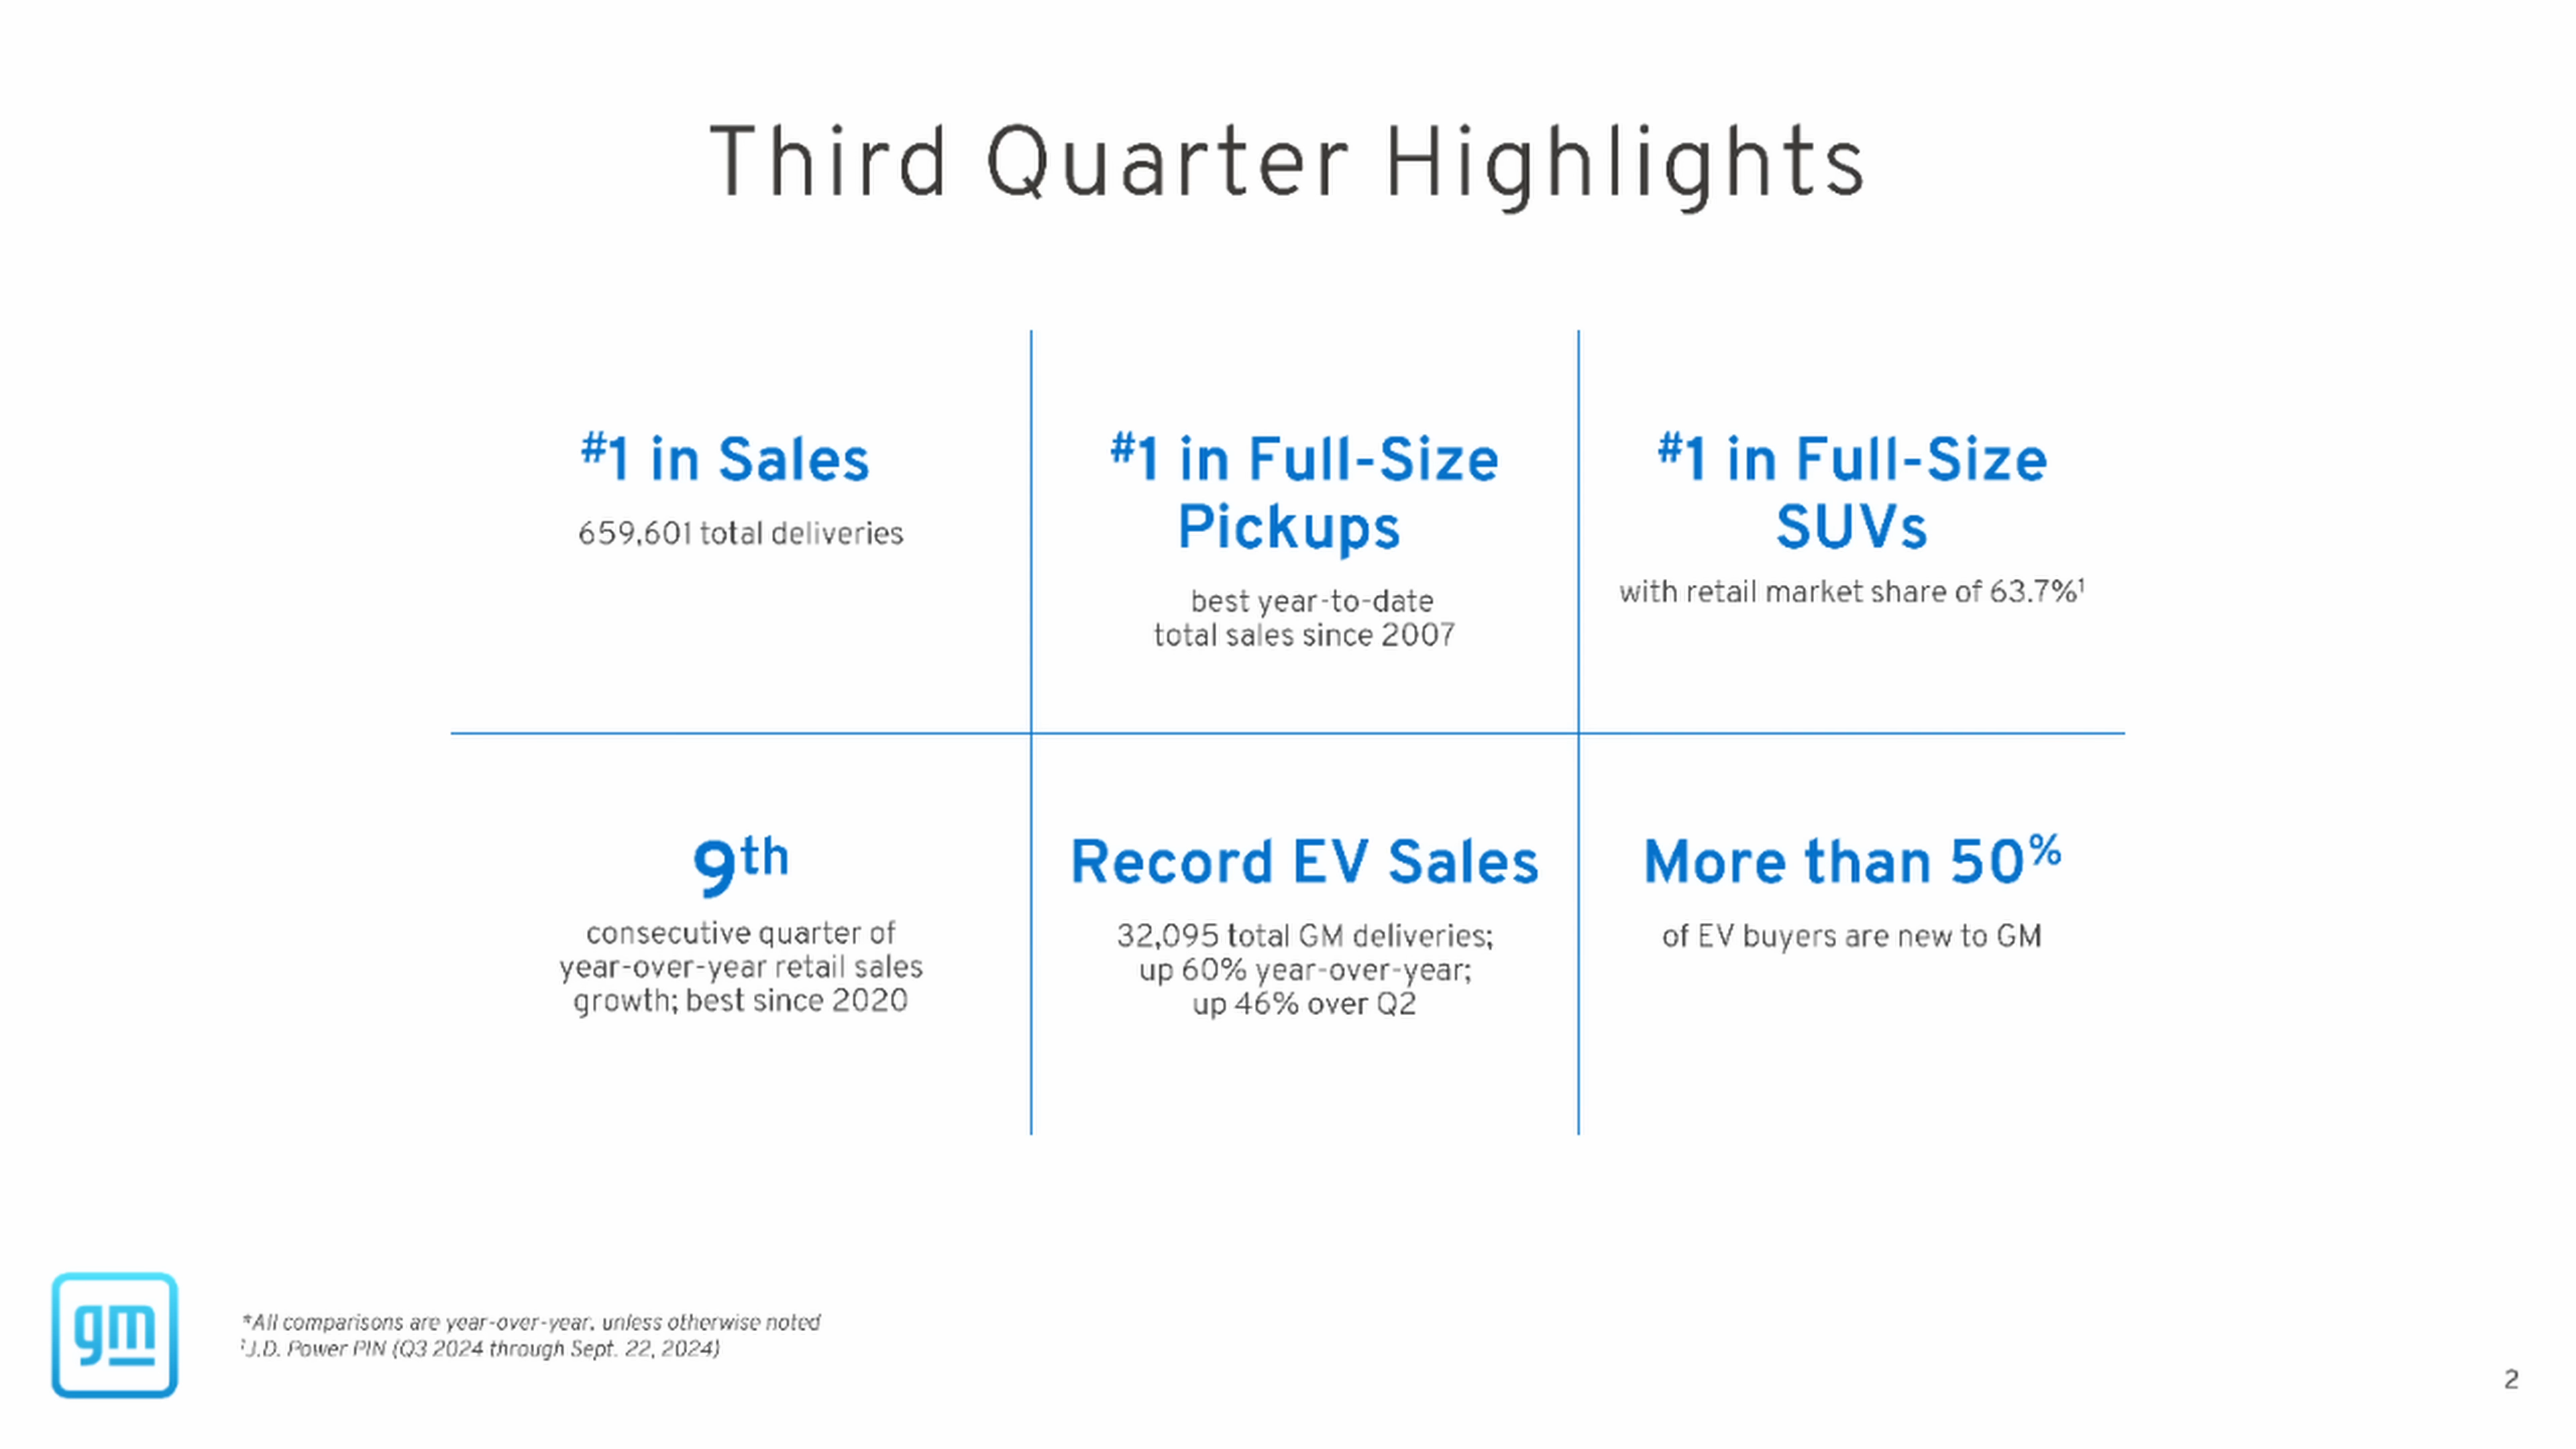 Third Quarter Highlights
#1 in Sales
659,601 total deliveries
#1 in Full-Size
Pickups
best year-to-date
total sales since 2007
#1 in Full-Size
SUVs
with retail market share of 63.7%¹
9th
consecutive quarter of
year-over-year retail sales
growth; best since 2020
Record EV Sales
32,095 total GM deliveries;
up 60% year-over-year;
up 46% over Q2
More than 50%
of EV buyers are new to GM
gm
*All comparisons are year-over-year, unless otherwise noted
¹J.D. Power PIN (Q3 2024 through Sept. 22, 2024)
2